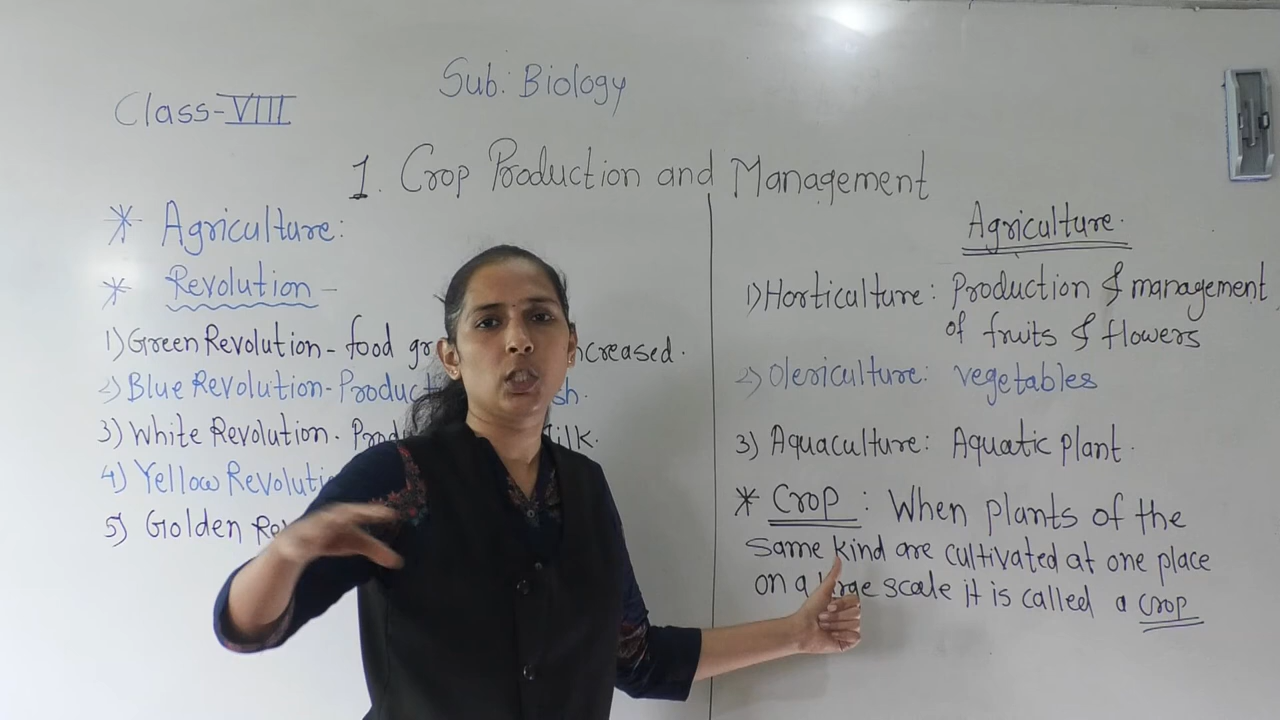 Sub: Biology
Class-VIII
1. Crop Production and Management
* Agriculture:
* Revolution -
1) Green Revolution - food
increased.
2) Blue Revolution -
3) White Revolution.
4) Yellow
5) Golden
Agriculture.
1) Horticulture: Production & management
of fruits & flowers
2) Olericulture: vegetables
3) Aquaculture: Aquatic plant.
* Crop: When plants of the
same kind are cultivated at one place
on a large scale it is called a crop